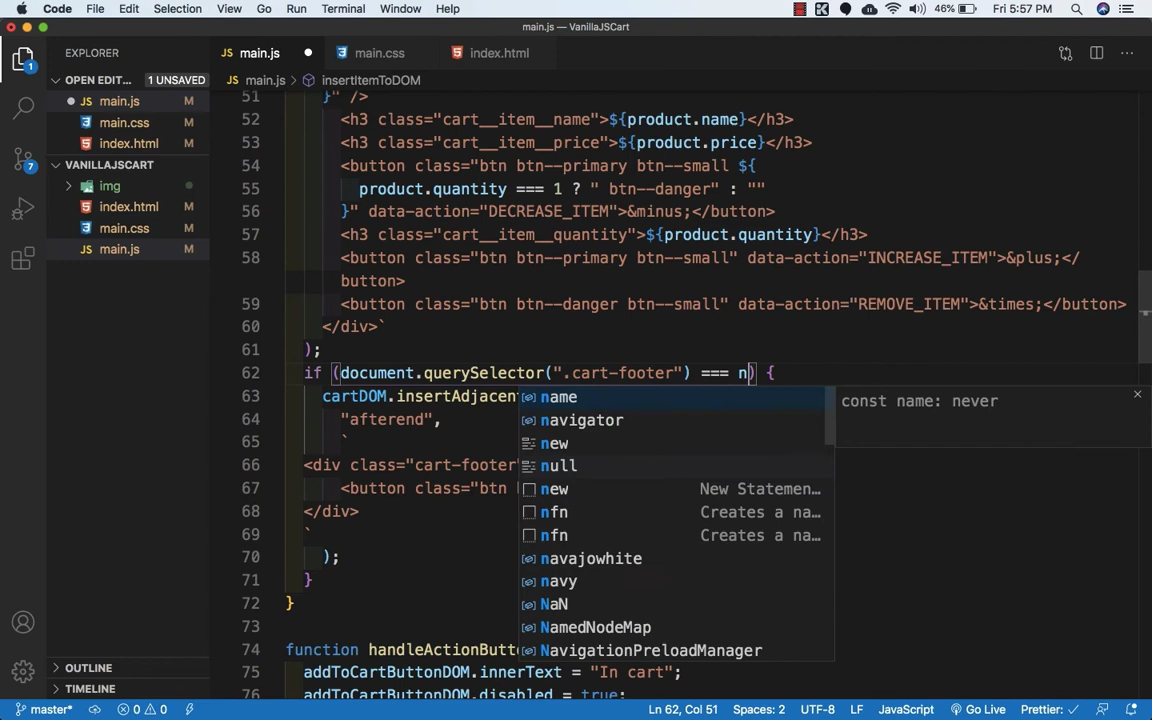 Code File Edit Selection View Go Run Terminal Window Help 46% Fri 5:57 PM
main.js — VanillaJSCart
EXPLORER
OPEN EDIT... 1 UNSAVED
JS main.js M
main.css M
index.html M
VANILLAJSCART
img
index.html M
main.css M
JS main.js M
OUTLINE
TIMELINE
JS main.js main.css index.html
JS main.js > insertItemToDOM
51 }" />
52 <h3 class="cart__item__name">${product.name}</h3>
53 <h3 class="cart__item__price">${product.price}</h3>
54 <button class="btn btn--primary btn--small ${
55 product.quantity === 1 ? " btn--danger" : ""
56 }" data-action="DECREASE_ITEM">&minus;</button>
57 <h3 class="cart__item__quantity">${product.quantity}</h3>
58 <button class="btn btn--primary btn--small" data-action="INCREASE_ITEM">&plus;</
button>
59 <button class="btn btn--danger btn--small" data-action="REMOVE_ITEM">&times;</button>
60 </div>`
61 );
62 if (document.querySelector(".cart-footer") === n) {
63 cartDOM.insertAdjacent
64 "afterend",
65 `
66 <div class="cart-footer"
67 <button class="btn
68 </div>
69 `
70 );
71 }
72 }
73
74 function handleActionButto
75 addToCartButtonDOM.innerText = "In cart";
76 addToCartButtonDOM.disabled = true;
name
navigator
new
null
new New Statemen...
nfn Creates a na...
nfn Creates a na...
navajowhite
navy
NaN
NamedNodeMap
NavigationPreloadManager
const name: never
1
7
master* 0 0 Ln 62, Col 51 Spaces: 2 UTF-8 LF JavaScript Go Live Prettier: ✓